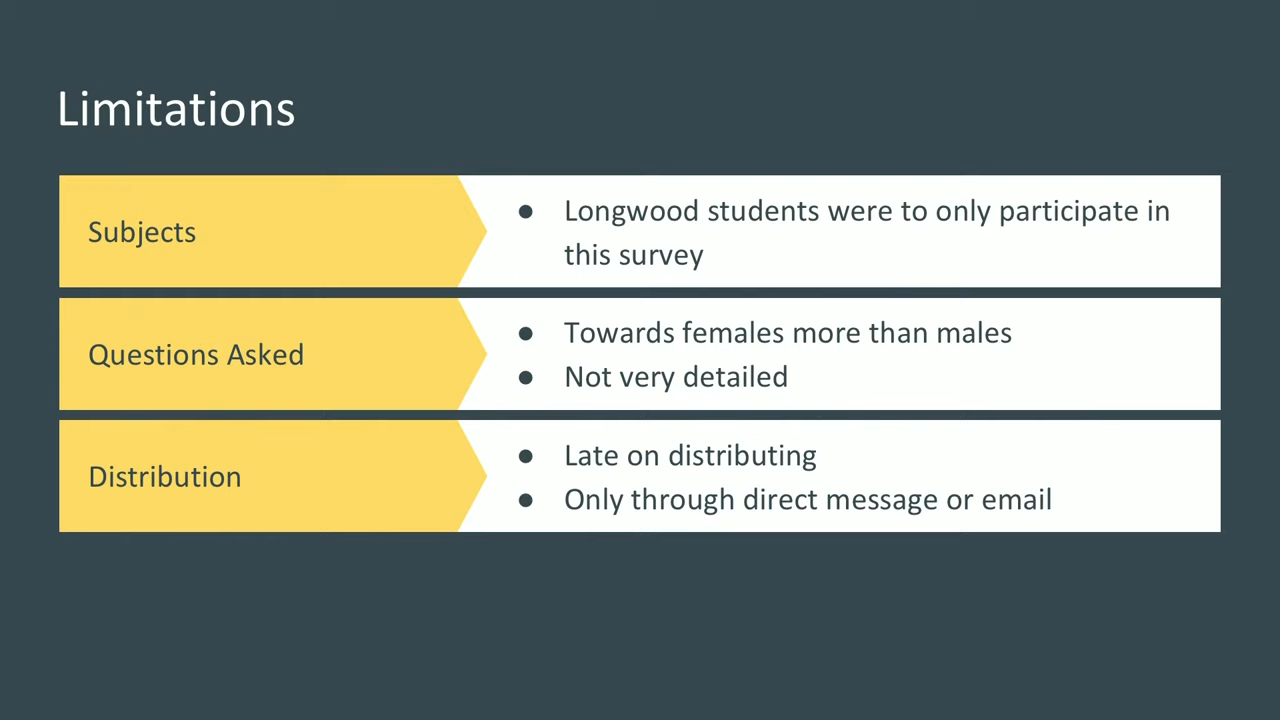 Limitations
Subjects
● Longwood students were to only participate in
this survey
Questions Asked
● Towards females more than males
● Not very detailed
Distribution
● Late on distributing
● Only through direct message or email